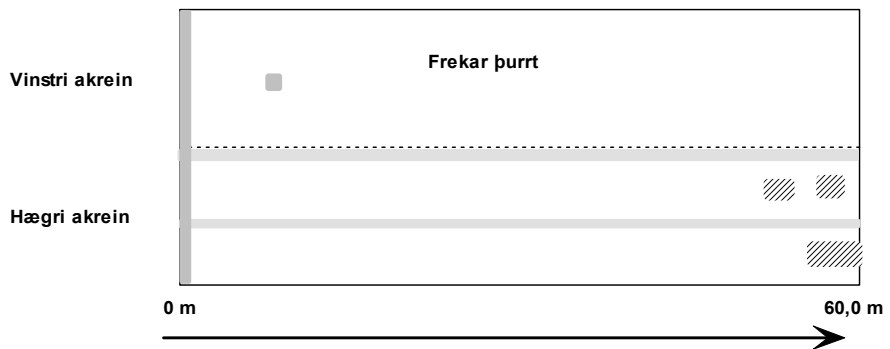 Frekar þurrt
Vinstri akrein
Hægri akrein
0 m
60,0 m